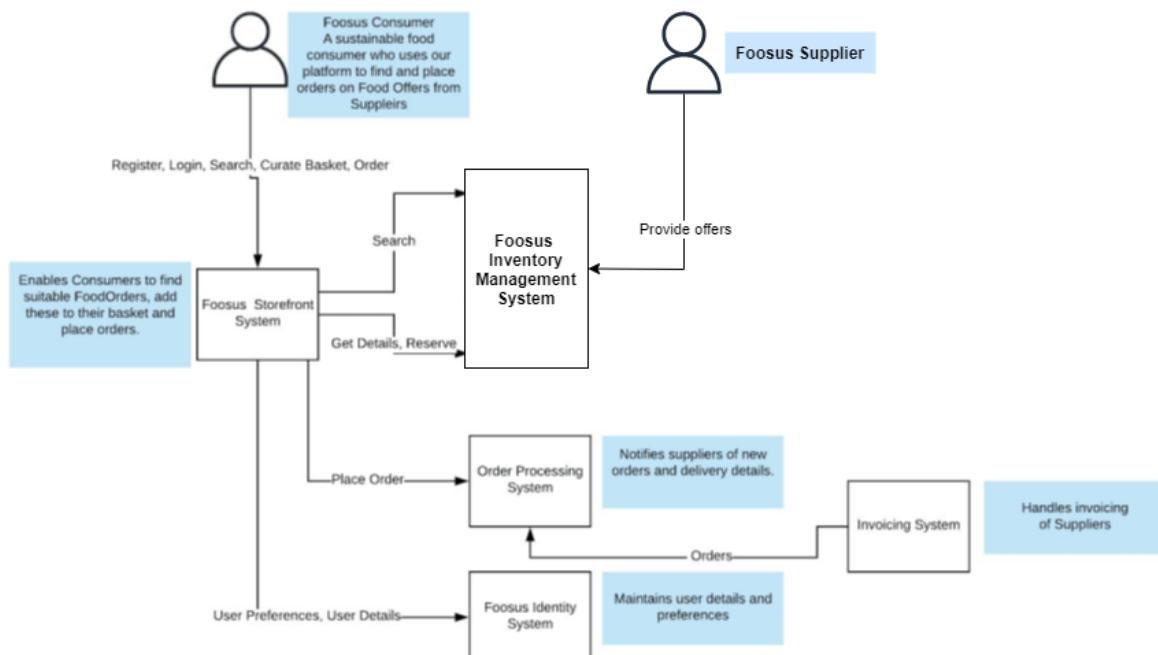 Foosus Consumer
A sustainable food
consumer who uses our
platform to find and place
orders on Food Offers from
Suppleirs
Foosus Supplier
Register, Login, Search, Curate Basket, Order
Provide offers
Search
Foosus
Inventory
Management
System
Enables Consumers to find
suitable FoodOrders, add
these to their basket and
place orders.
Foosus Storefront
System
Get Details, Reserve
Place Order
Order Processing
System
Notifies suppliers of new
orders and delivery details.
Invoicing System
Handles invoicing
of Suppliers
Orders
User Preferences, User Details
Foosus Identity
System
Maintains user details and
preferences